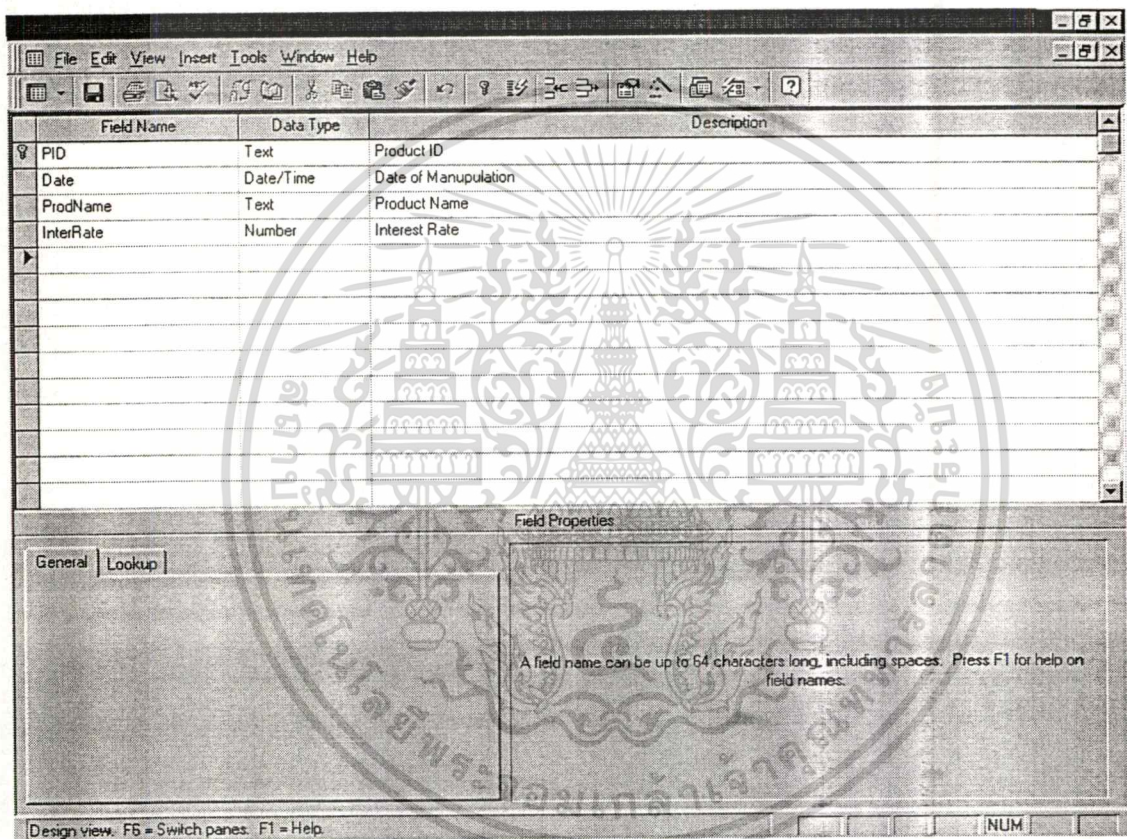 File Edit View Insert Tools Window Help
Field Name Data Type Description
PID Text Product ID
Date Date/Time Date of Manupulation
ProdName Text Product Name
InterRate Number Interest Rate
Field Properties
General Lookup
A field name can be up to 64 characters long, including spaces. Press F1 for help on
field names.
Design view. F6 = Switch panes. F1 = Help. NUM